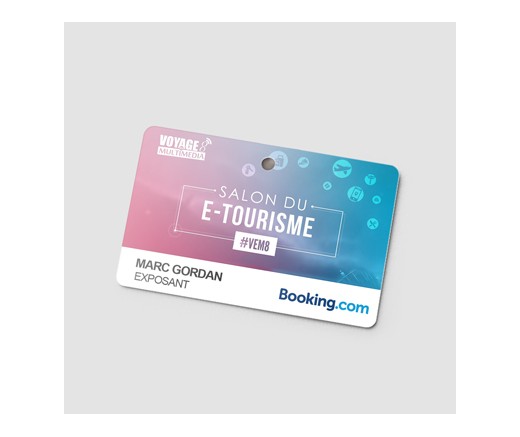 VOYAGE &
MULTIMEDIA
SALON DU
E-TOURISME
#VEM8
MARC GORDAN
EXPOSANT
Booking.com